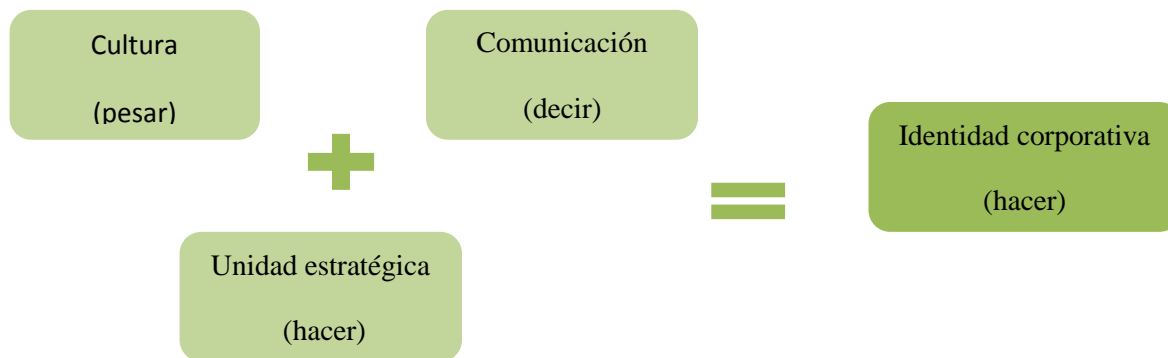 Cultura
(pesar)
Comunicación
(decir)
Identidad corporativa
(hacer)
Unidad estratégica
(hacer)